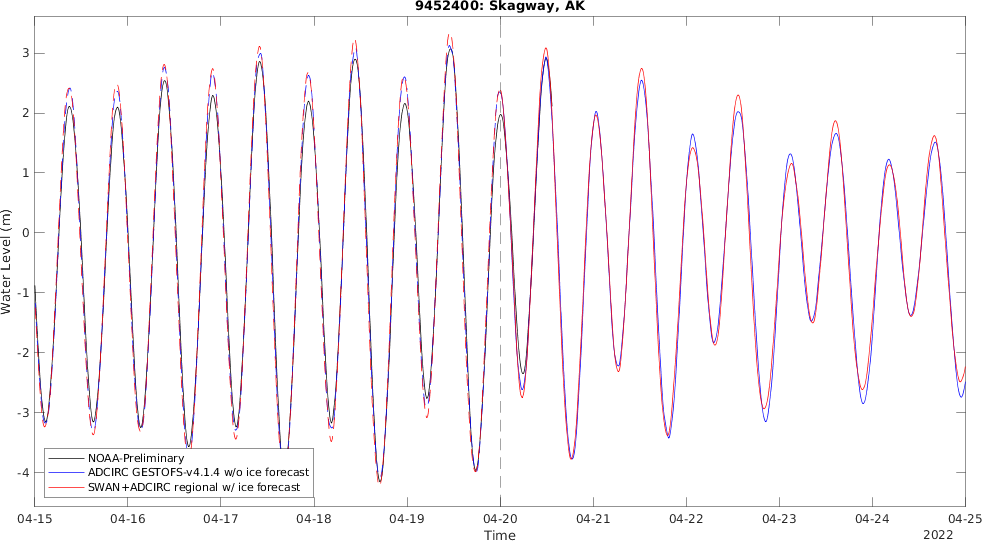 9452400: Skagway, AK
3
2
1
0
-1
-2
-3
-4
Water Level (m)
NOAA-Preliminary
ADCIRC GESTOFS-v4.1.4 w/o ice forecast
SWAN+ADCIRC regional w/ ice forecast
04-15 04-16 04-17 04-18 04-19 04-20 04-21 04-22 04-23 04-24 04-25
Time 2022